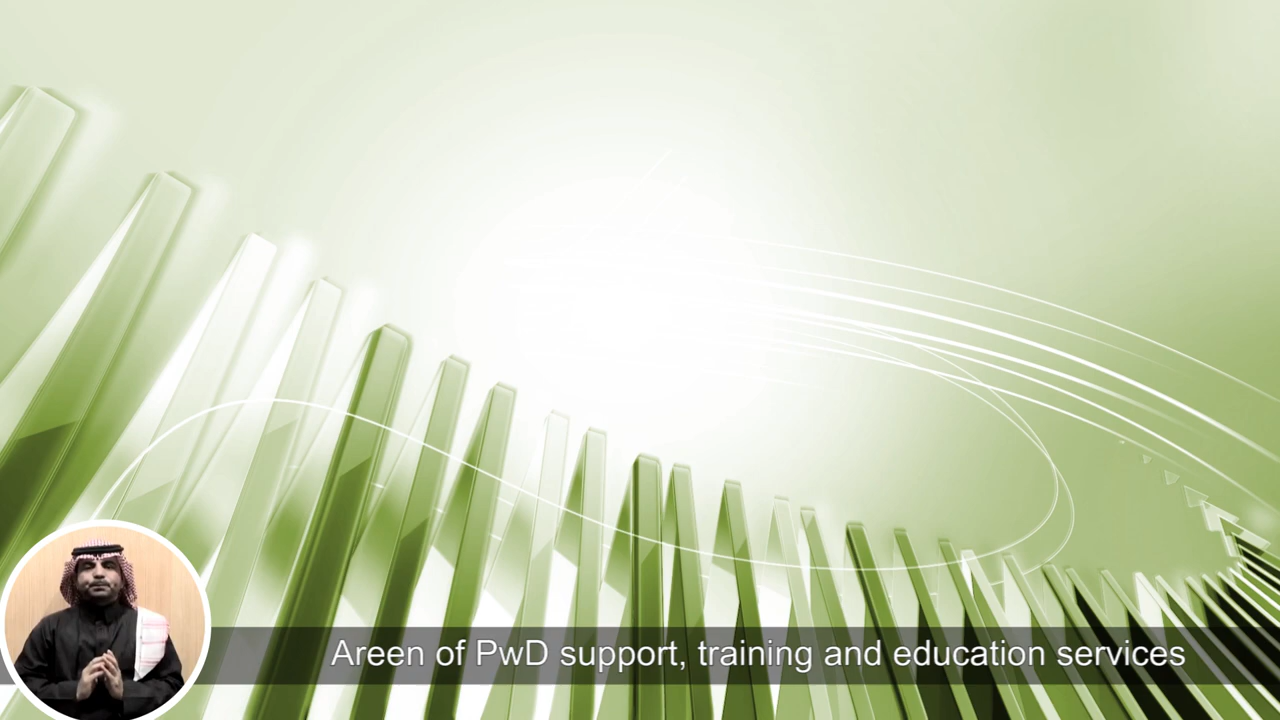 Areen of PwD support, training and education services